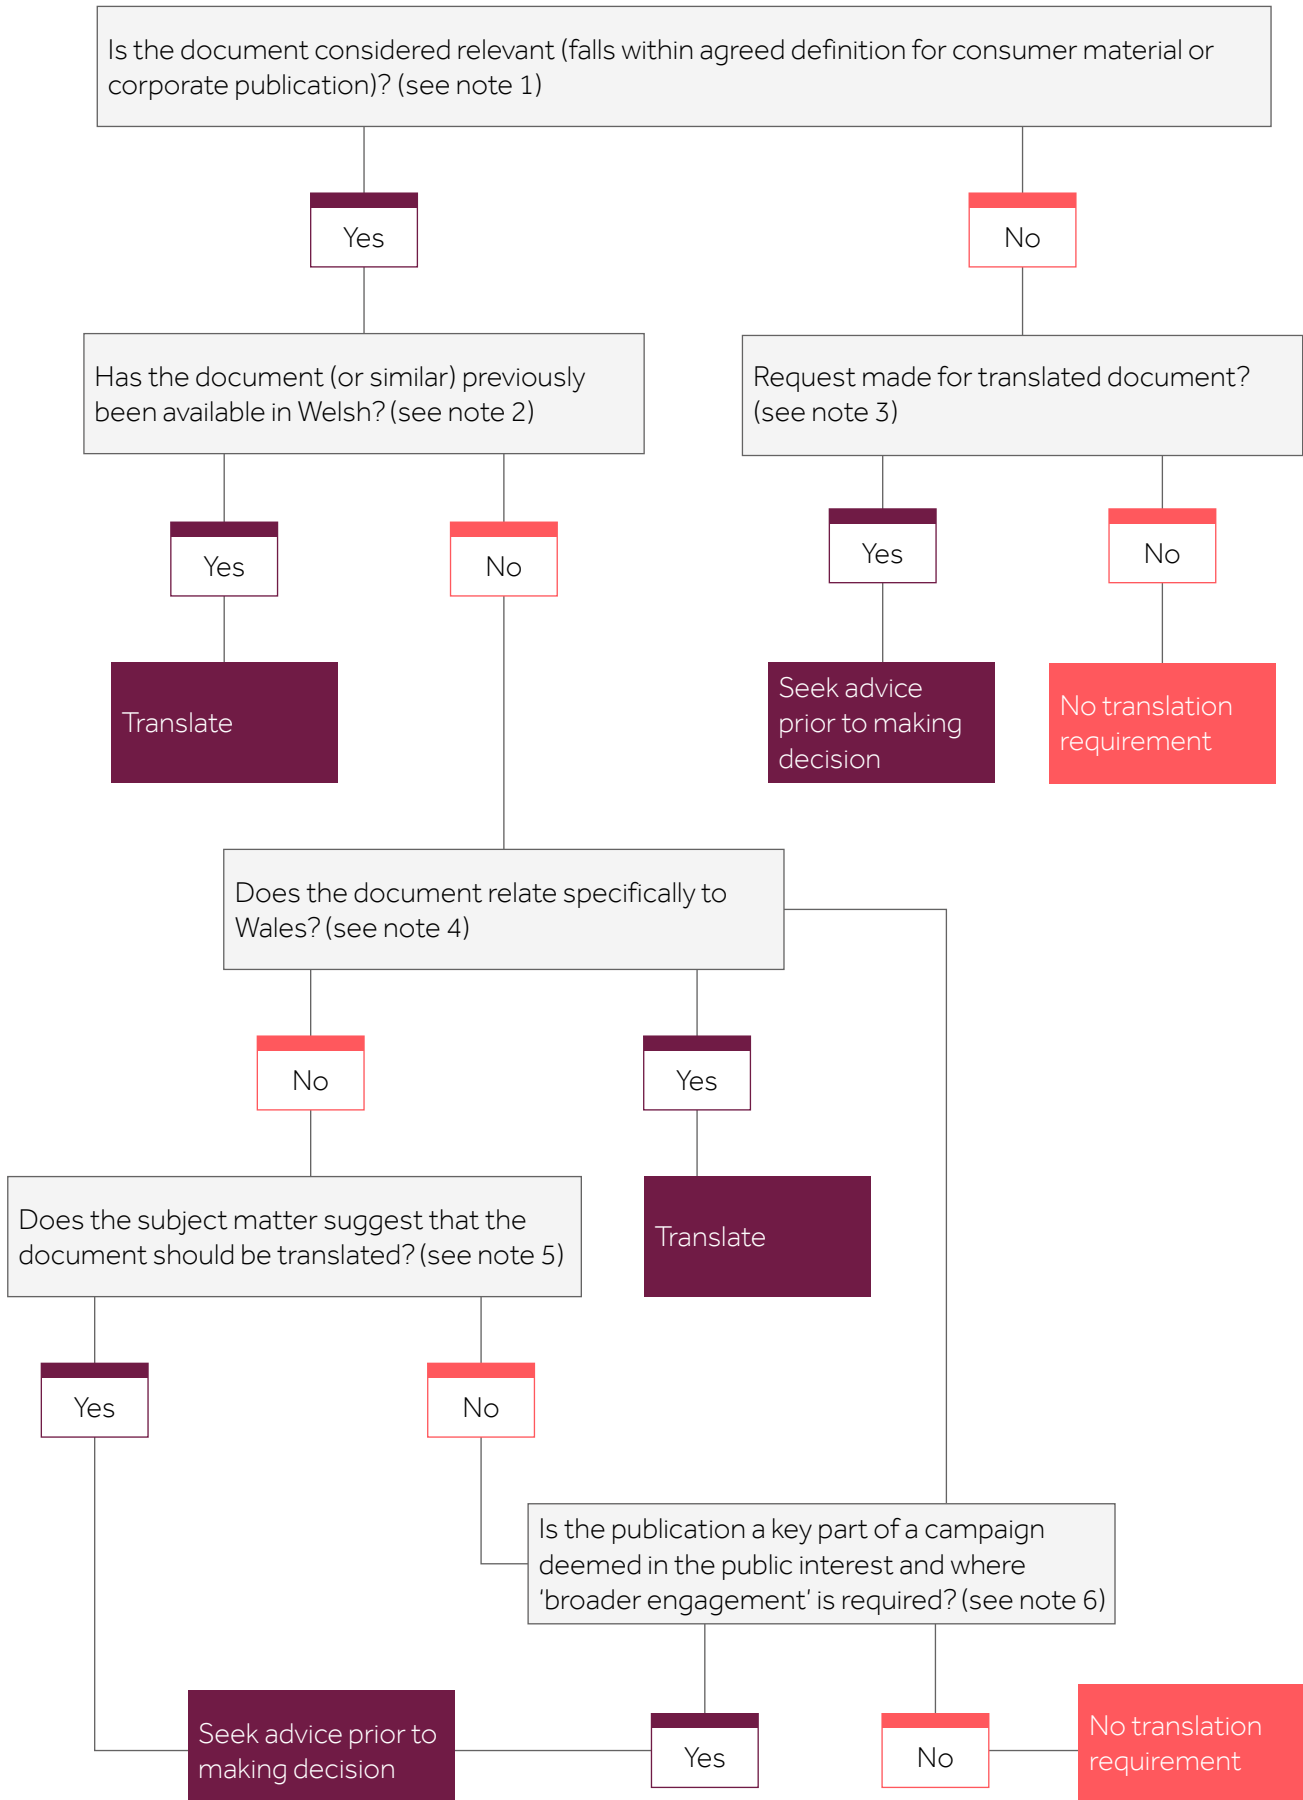 Is the document considered relevant (falls within agreed definition for consumer material or
corporate publication)? (see note 1)
Yes
No
Has the document (or similar) previously
been available in Welsh? (see note 2)
Request made for translated document?
(see note 3)
Yes
No
Yes
No
Translate
Seek advice
prior to making
decision
No translation
requirement
Does the document relate specifically to
Wales? (see note 4)
No
Yes
Does the subject matter suggest that the
document should be translated? (see note 5)
Translate
Yes
No
Is the publication a key part of a campaign
deemed in the public interest and where
‘broader engagement’ is required? (see note 6)
Seek advice prior to
making decision
Yes
No
No translation
requirement